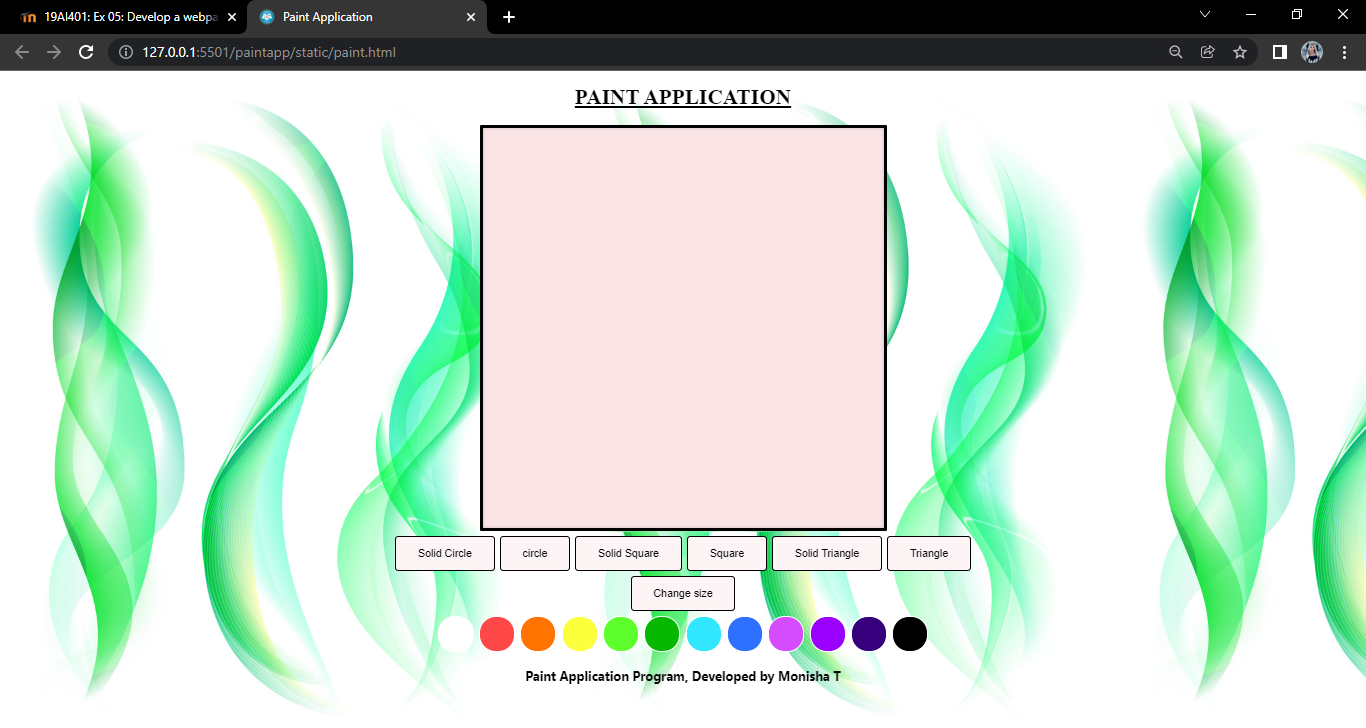 19AI401: Ex 05: Develop a webpa
Paint Application
127.0.0.1:5501/paintapp/static/paint.html
PAINT APPLICATION
Solid Circle circle Solid Square Square Solid Triangle Triangle
Change size
Paint Application Program, Developed by Monisha T